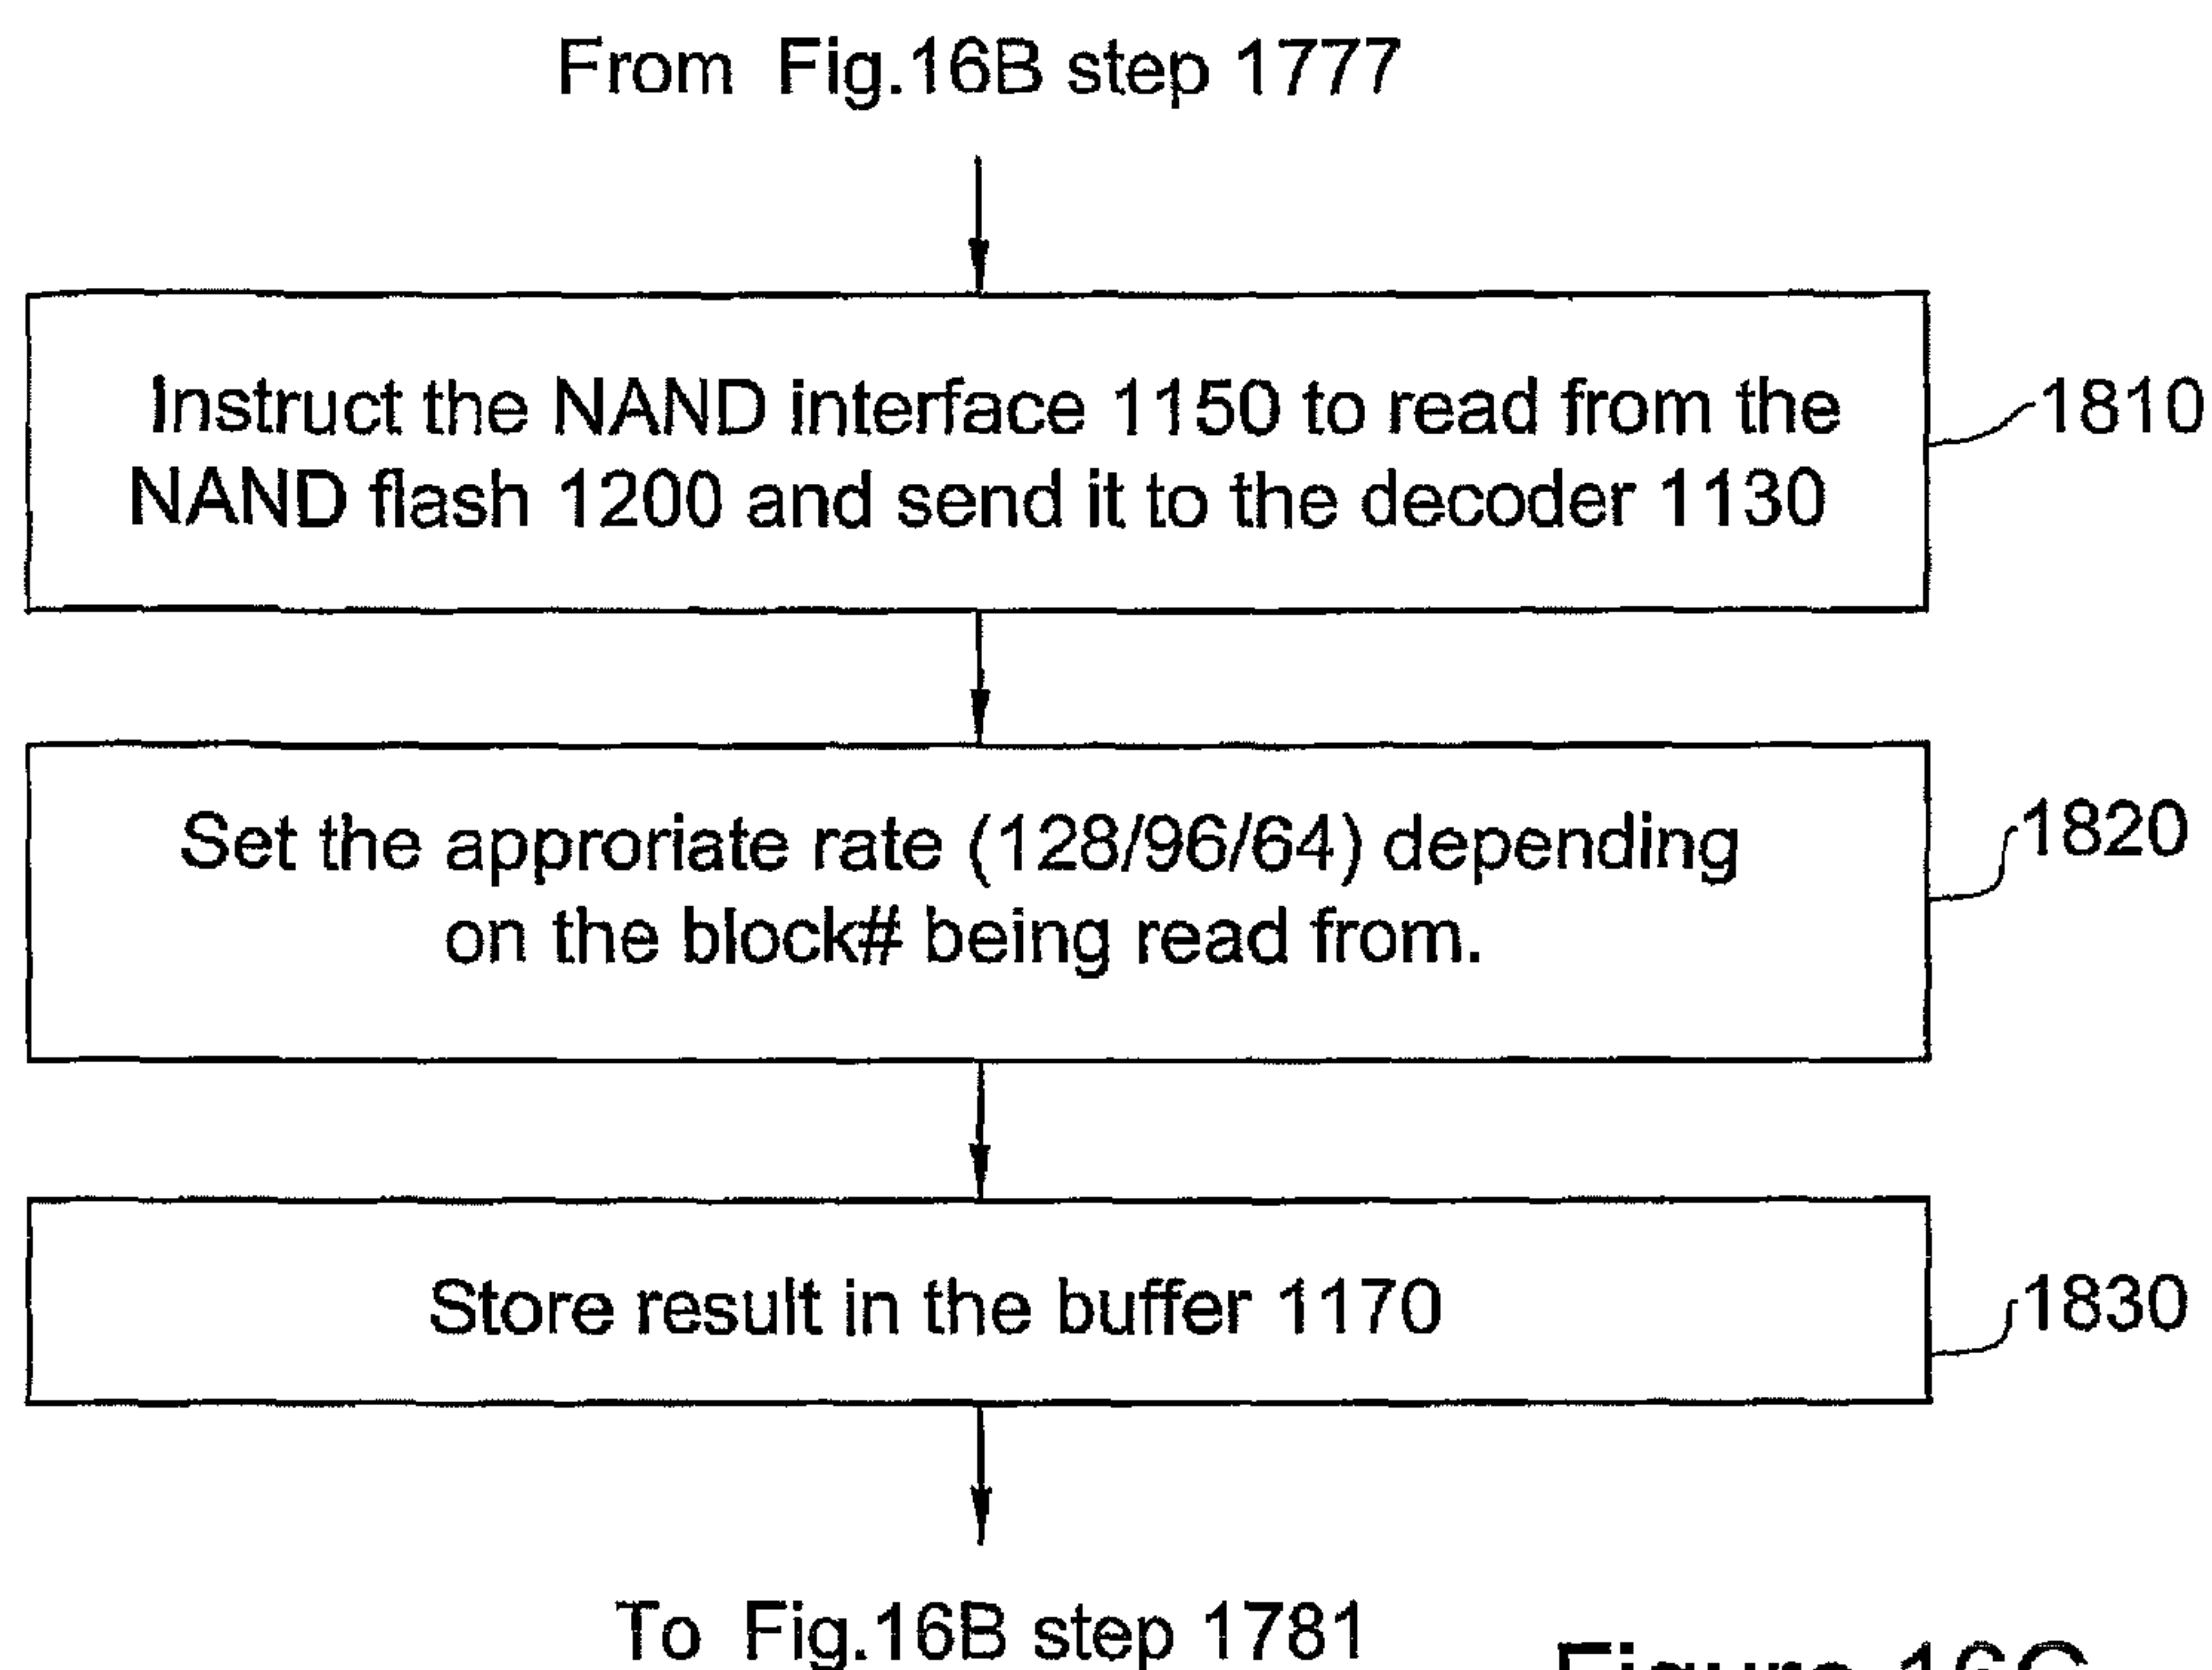 From Fig.16B step 1777
Instruct the NAND interface 1150 to read from the
NAND flash 1200 and send it to the decoder 1130
1810
Set the approriate rate (128/96/64) depending
on the block# being read from.
1820
Store result in the buffer 1170
1830
To Fig.16B step 1781
Figure 16C